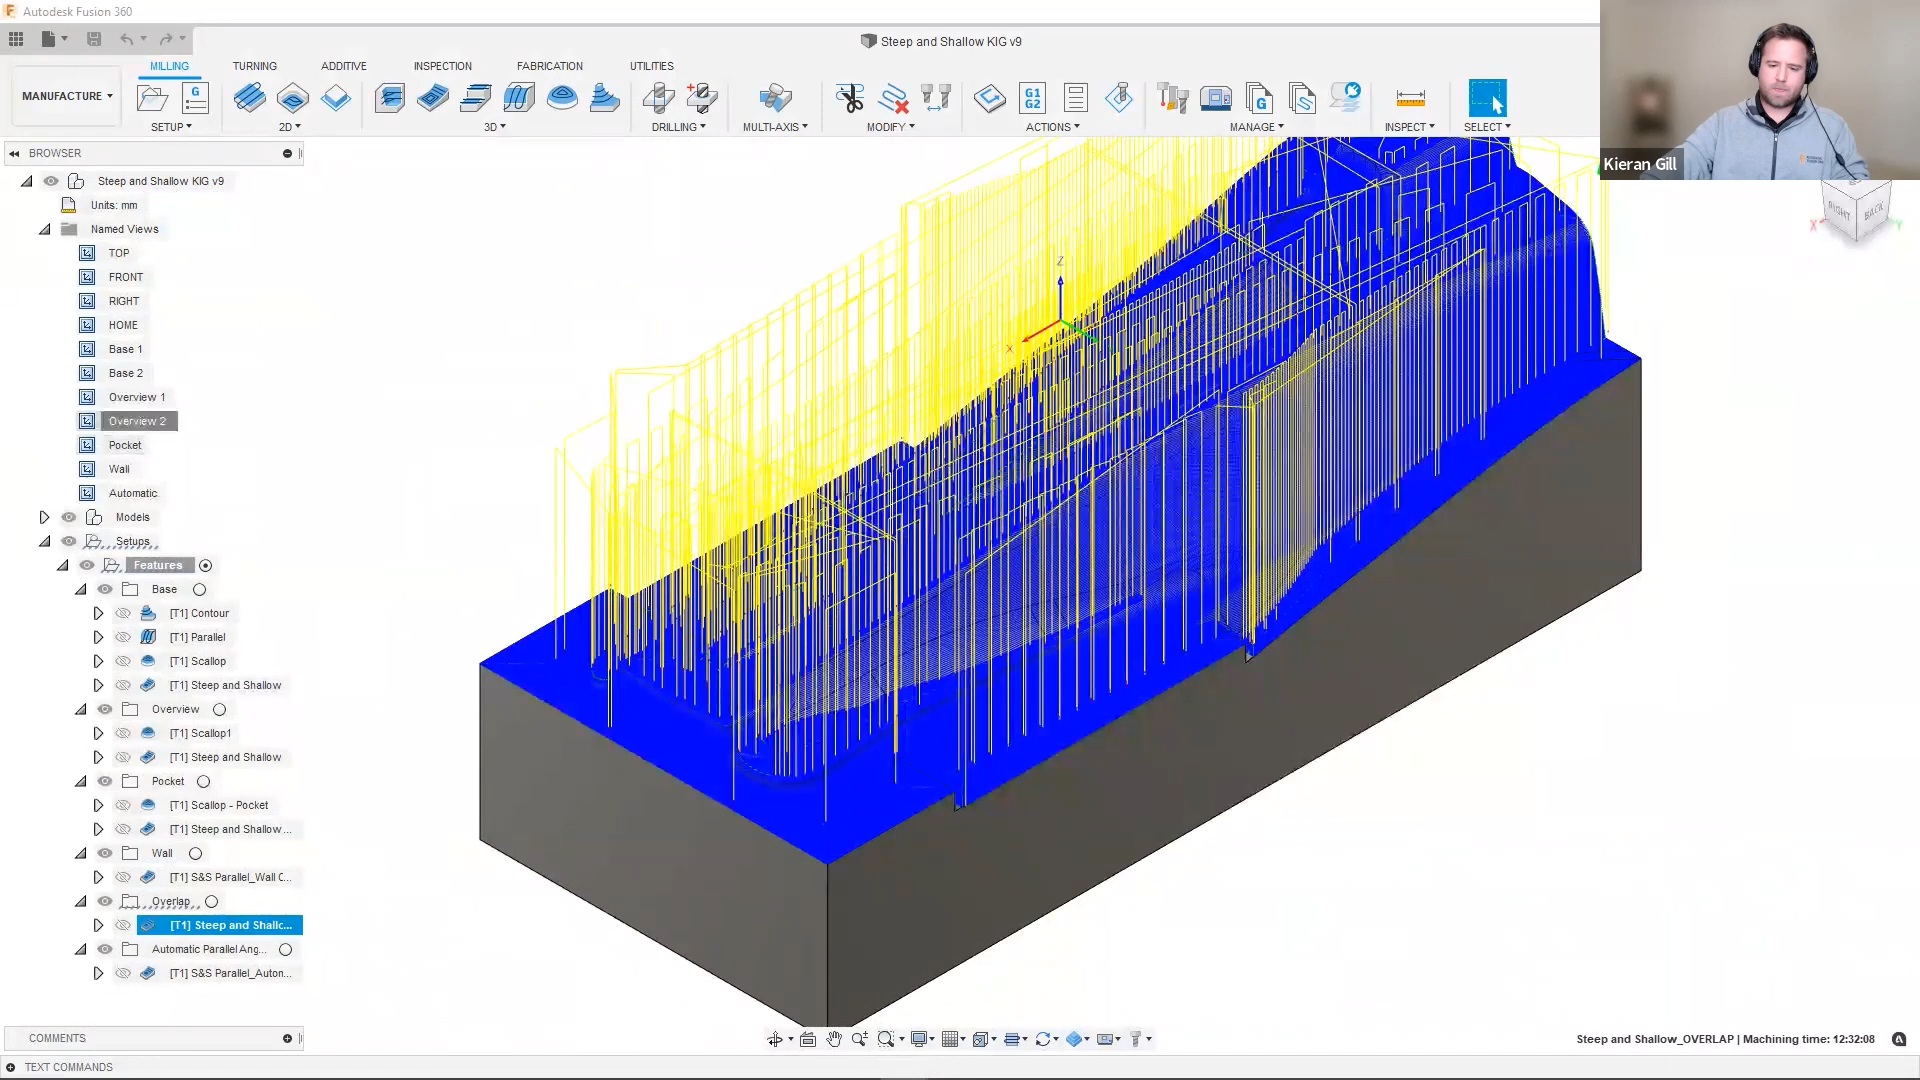 Autodesk Fusion 360
Steep and Shallow KIG v9
MILLING TURNING ADDITIVE INSPECTION FABRICATION UTILITIES
MANUFACTURE
G G1 G2 G S
SETUP 2D 3D DRILLING MULTI-AXIS MODIFY ACTIONS MANAGE INSPECT SELECT
Kieran Gill
BROWSER
Steep and Shallow KIG v9
Units: mm
Named Views
TOP
FRONT
RIGHT
HOME
Base 1
Base 2
Overview 1
Overview 2
Pocket
Wall
Automatic
Models
Setups
Features
Base
[T1] Contour
[T1] Parallel
[T1] Scallop
[T1] Steep and Shallow
Overview
[T1] Scallop1
[T1] Steep and Shallow
Pocket
[T1] Scallop - Pocket
[T1] Steep and Shallow...
Wall
[T1] S&S Parallel_Wall C...
Overlap
[T1] Steep and Shallc...
Automatic Parallel Ang...
[T1] S&S Parallel_Auton...
Z
X
RIGHT BACK
X Y
COMMENTS
Steep and Shallow_OVERLAP | Machining time: 12:32:08
TEXT COMMANDS